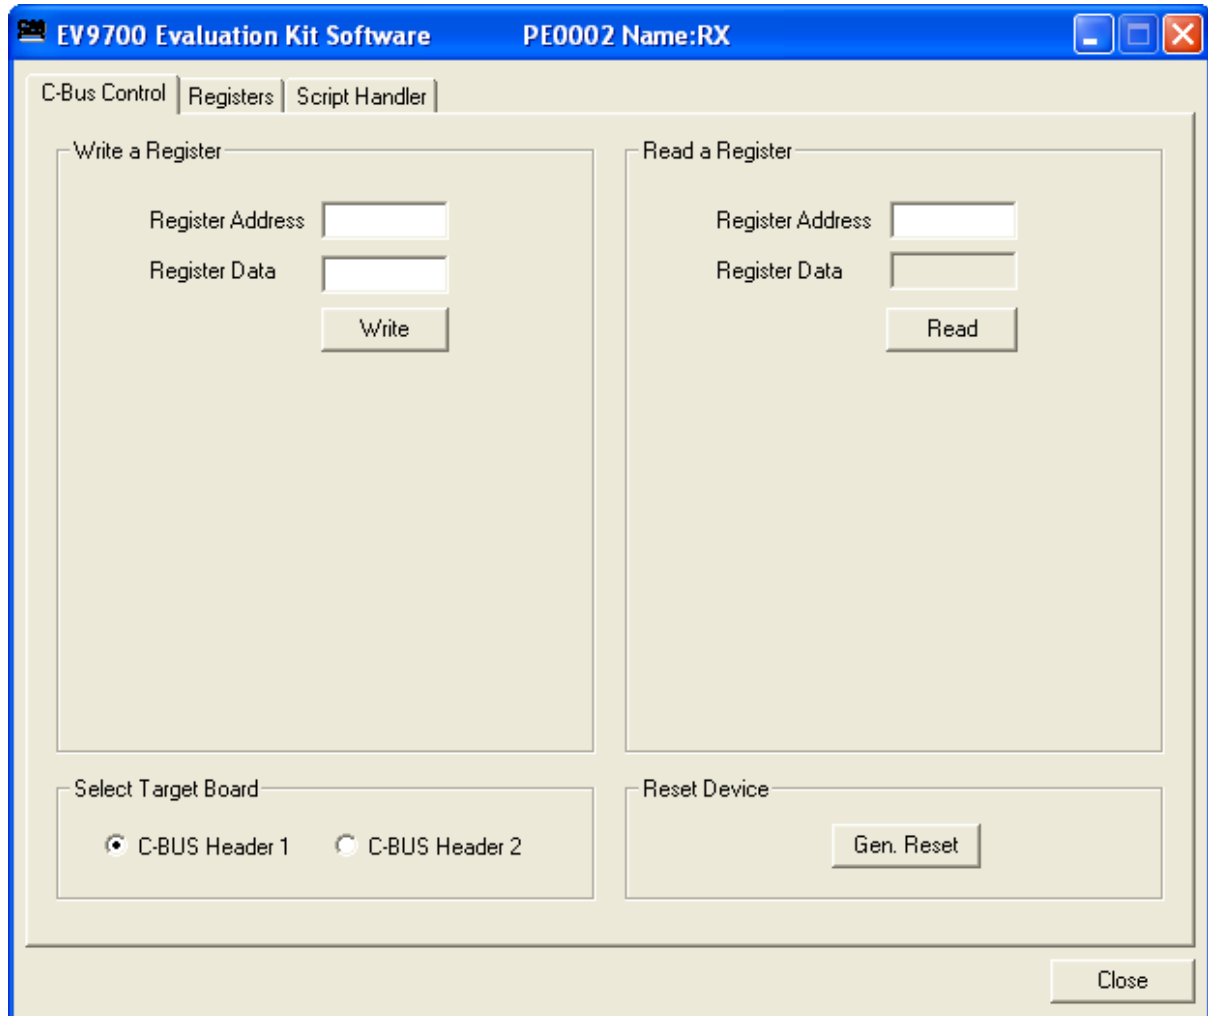 EV9700 Evaluation Kit Software PE0002 Name:RX
C-Bus Control Registers Script Handler
Write a Register
Register Address
Register Data
Write
Read a Register
Register Address
Register Data
Read
Select Target Board
C-BUS Header 1 C-BUS Header 2
Reset Device
Gen. Reset
Close